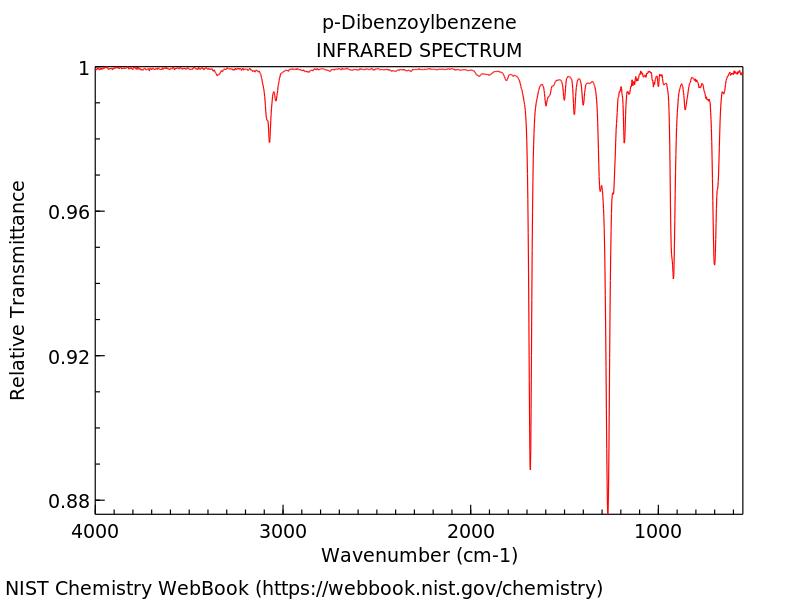 p-Dibenzoylbenzene
INFRARED SPECTRUM
1
0.96
0.92
0.88
Relative Transmittance
4000 3000 2000 1000
Wavenumber (cm-1)
NIST Chemistry WebBook (https://webbook.nist.gov/chemistry)